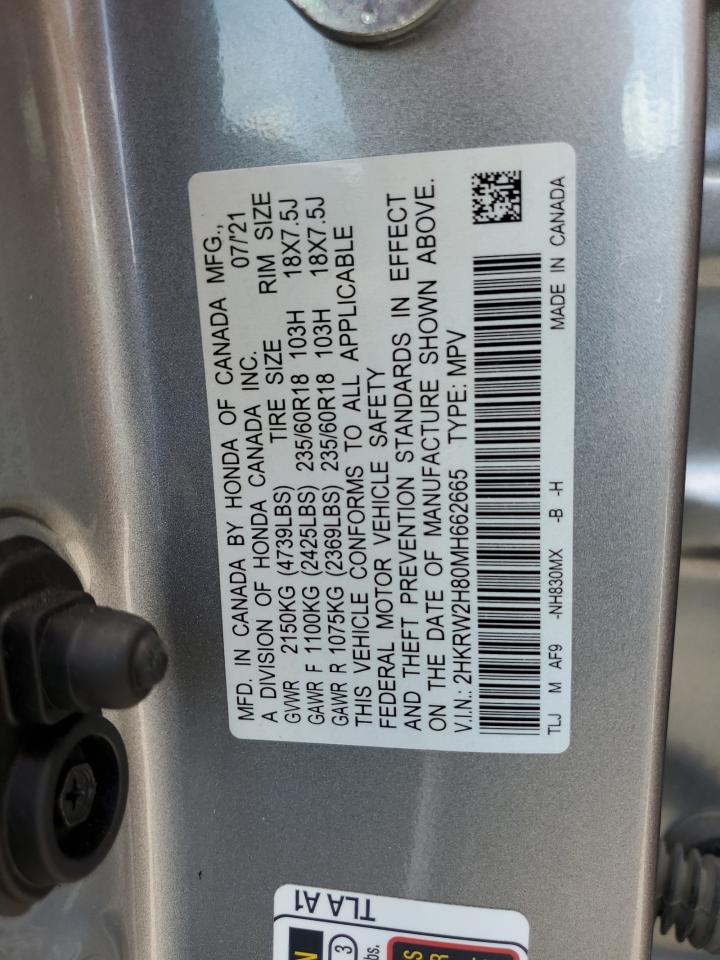 MFD. IN CANADA BY HONDA OF CANADA MFG.,
A DIVISION OF HONDA CANADA INC. 07/'21
GVWR 2150KG (4739LBS) TIRE SIZE RIM SIZE
GAWR F 1100KG (2425LBS) 235/60R18 103H 18X7.5J
GAWR R 1075KG (2369LBS) 235/60R18 103H 18X7.5J
THIS VEHICLE CONFORMS TO ALL APPLICABLE
FEDERAL MOTOR VEHICLE SAFETY
AND THEFT PREVENTION STANDARDS IN EFFECT
ON THE DATE OF MANUFACTURE SHOWN ABOVE.
V.I.N.: 2HKRW2H80MH662665 TYPE: MPV
TLJ M AF9 -NH830MX -B -H MADE IN CANADA
TLA A1
3
lbs.